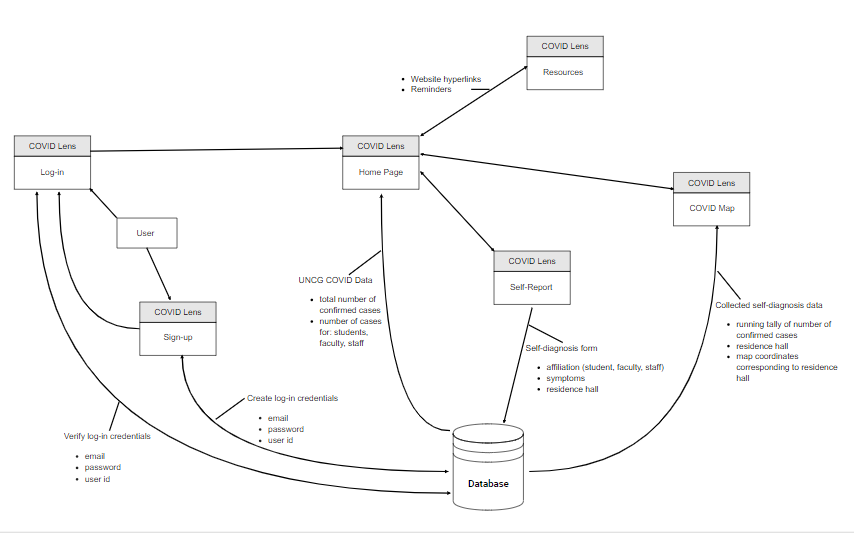 COVID Lens
Resources
• Website hyperlinks
• Reminders
COVID Lens
Log-in
COVID Lens
Home Page
COVID Lens
COVID Map
User
COVID Lens
Self-Report
COVID Lens
Sign-up
UNCG COVID Data
• total number of
confirmed cases
• number of cases
for: students,
faculty, staff
Collected self-diagnosis data
• running tally of number of
confirmed cases
• residence hall
• map coordinates
corresponding to residence
hall
Self-diagnosis form
• affiliation (student, faculty, staff)
• symptoms
• residence hall
Create log-in credentials
• email
• password
• user id
Verify log-in credentials
• email
• password
• user id
Database